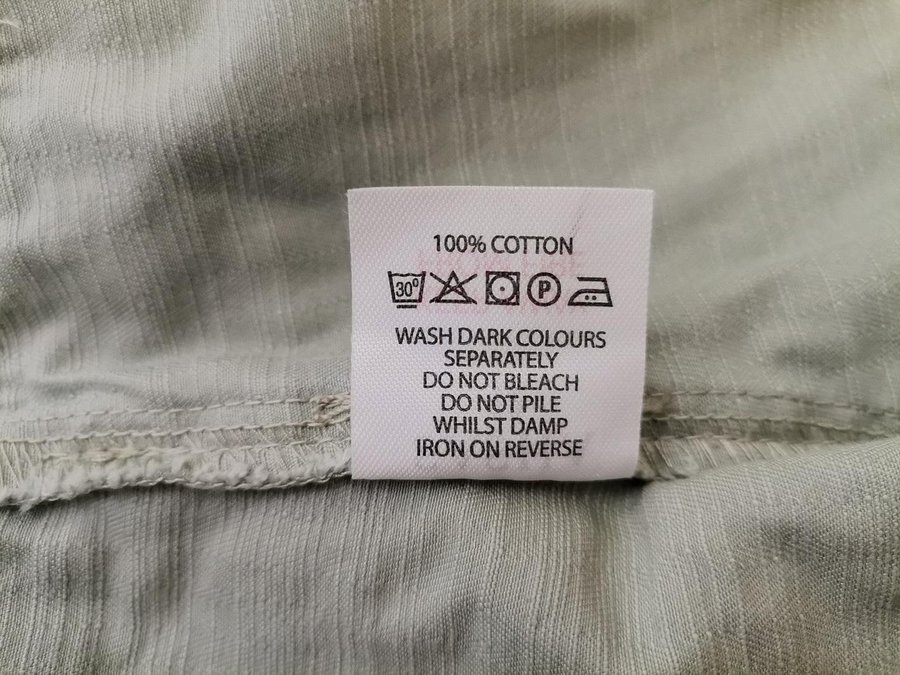 100% COTTON
30° P
WASH DARK COLOURS
SEPARATELY
DO NOT BLEACH
DO NOT PILE
WHILST DAMP
IRON ON REVERSE